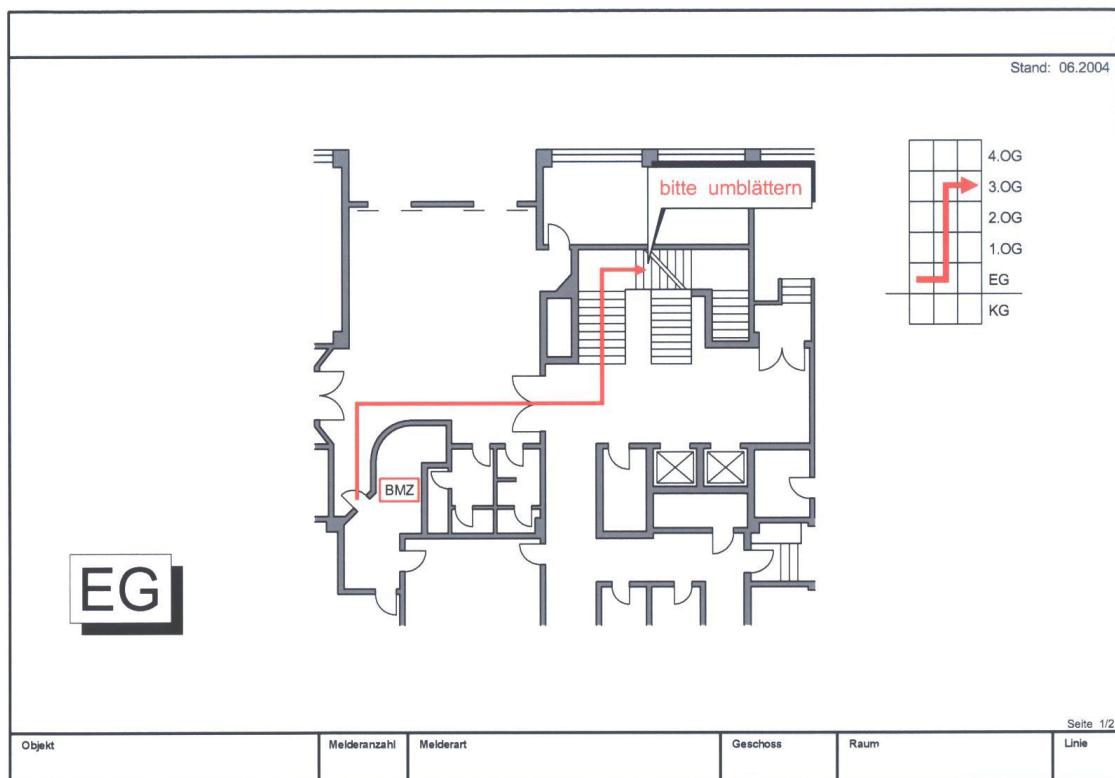 Stand: 06.2004
bitte umblättern
4.OG
3.OG
2.OG
1.OG
EG
KG
BMZ
EG
Seite 1/2
Objekt
Melderanzahl
Melderart
Geschoss
Raum
Linie